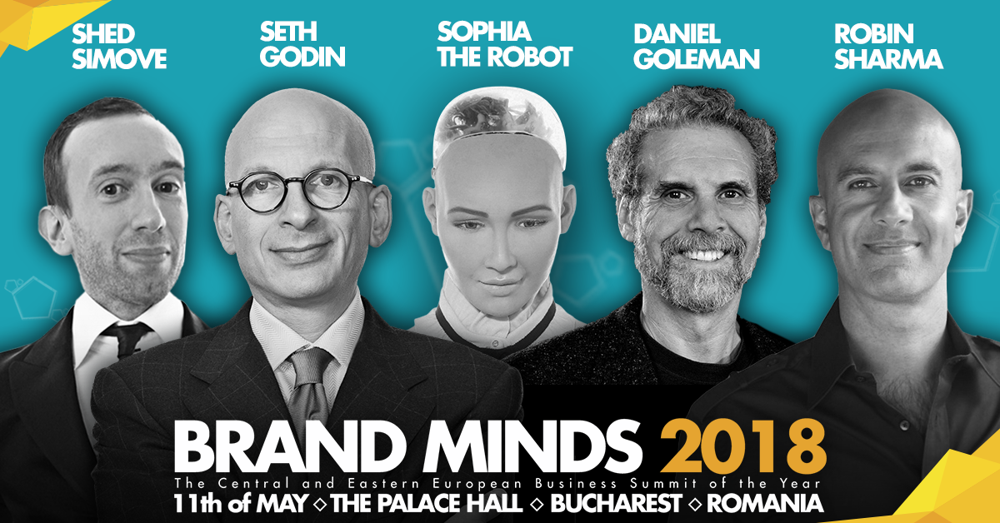 SHED
SIMOVE
SETH
GODIN
SOPHIA
THE ROBOT
DANIEL
GOLEMAN
ROBIN
SHARMA
BRAND MINDS 2018
The Central and Eastern European Business Summit of the Year
11th of MAY ◇ THE PALACE HALL ◇ BUCHAREST ◇ ROMANIA